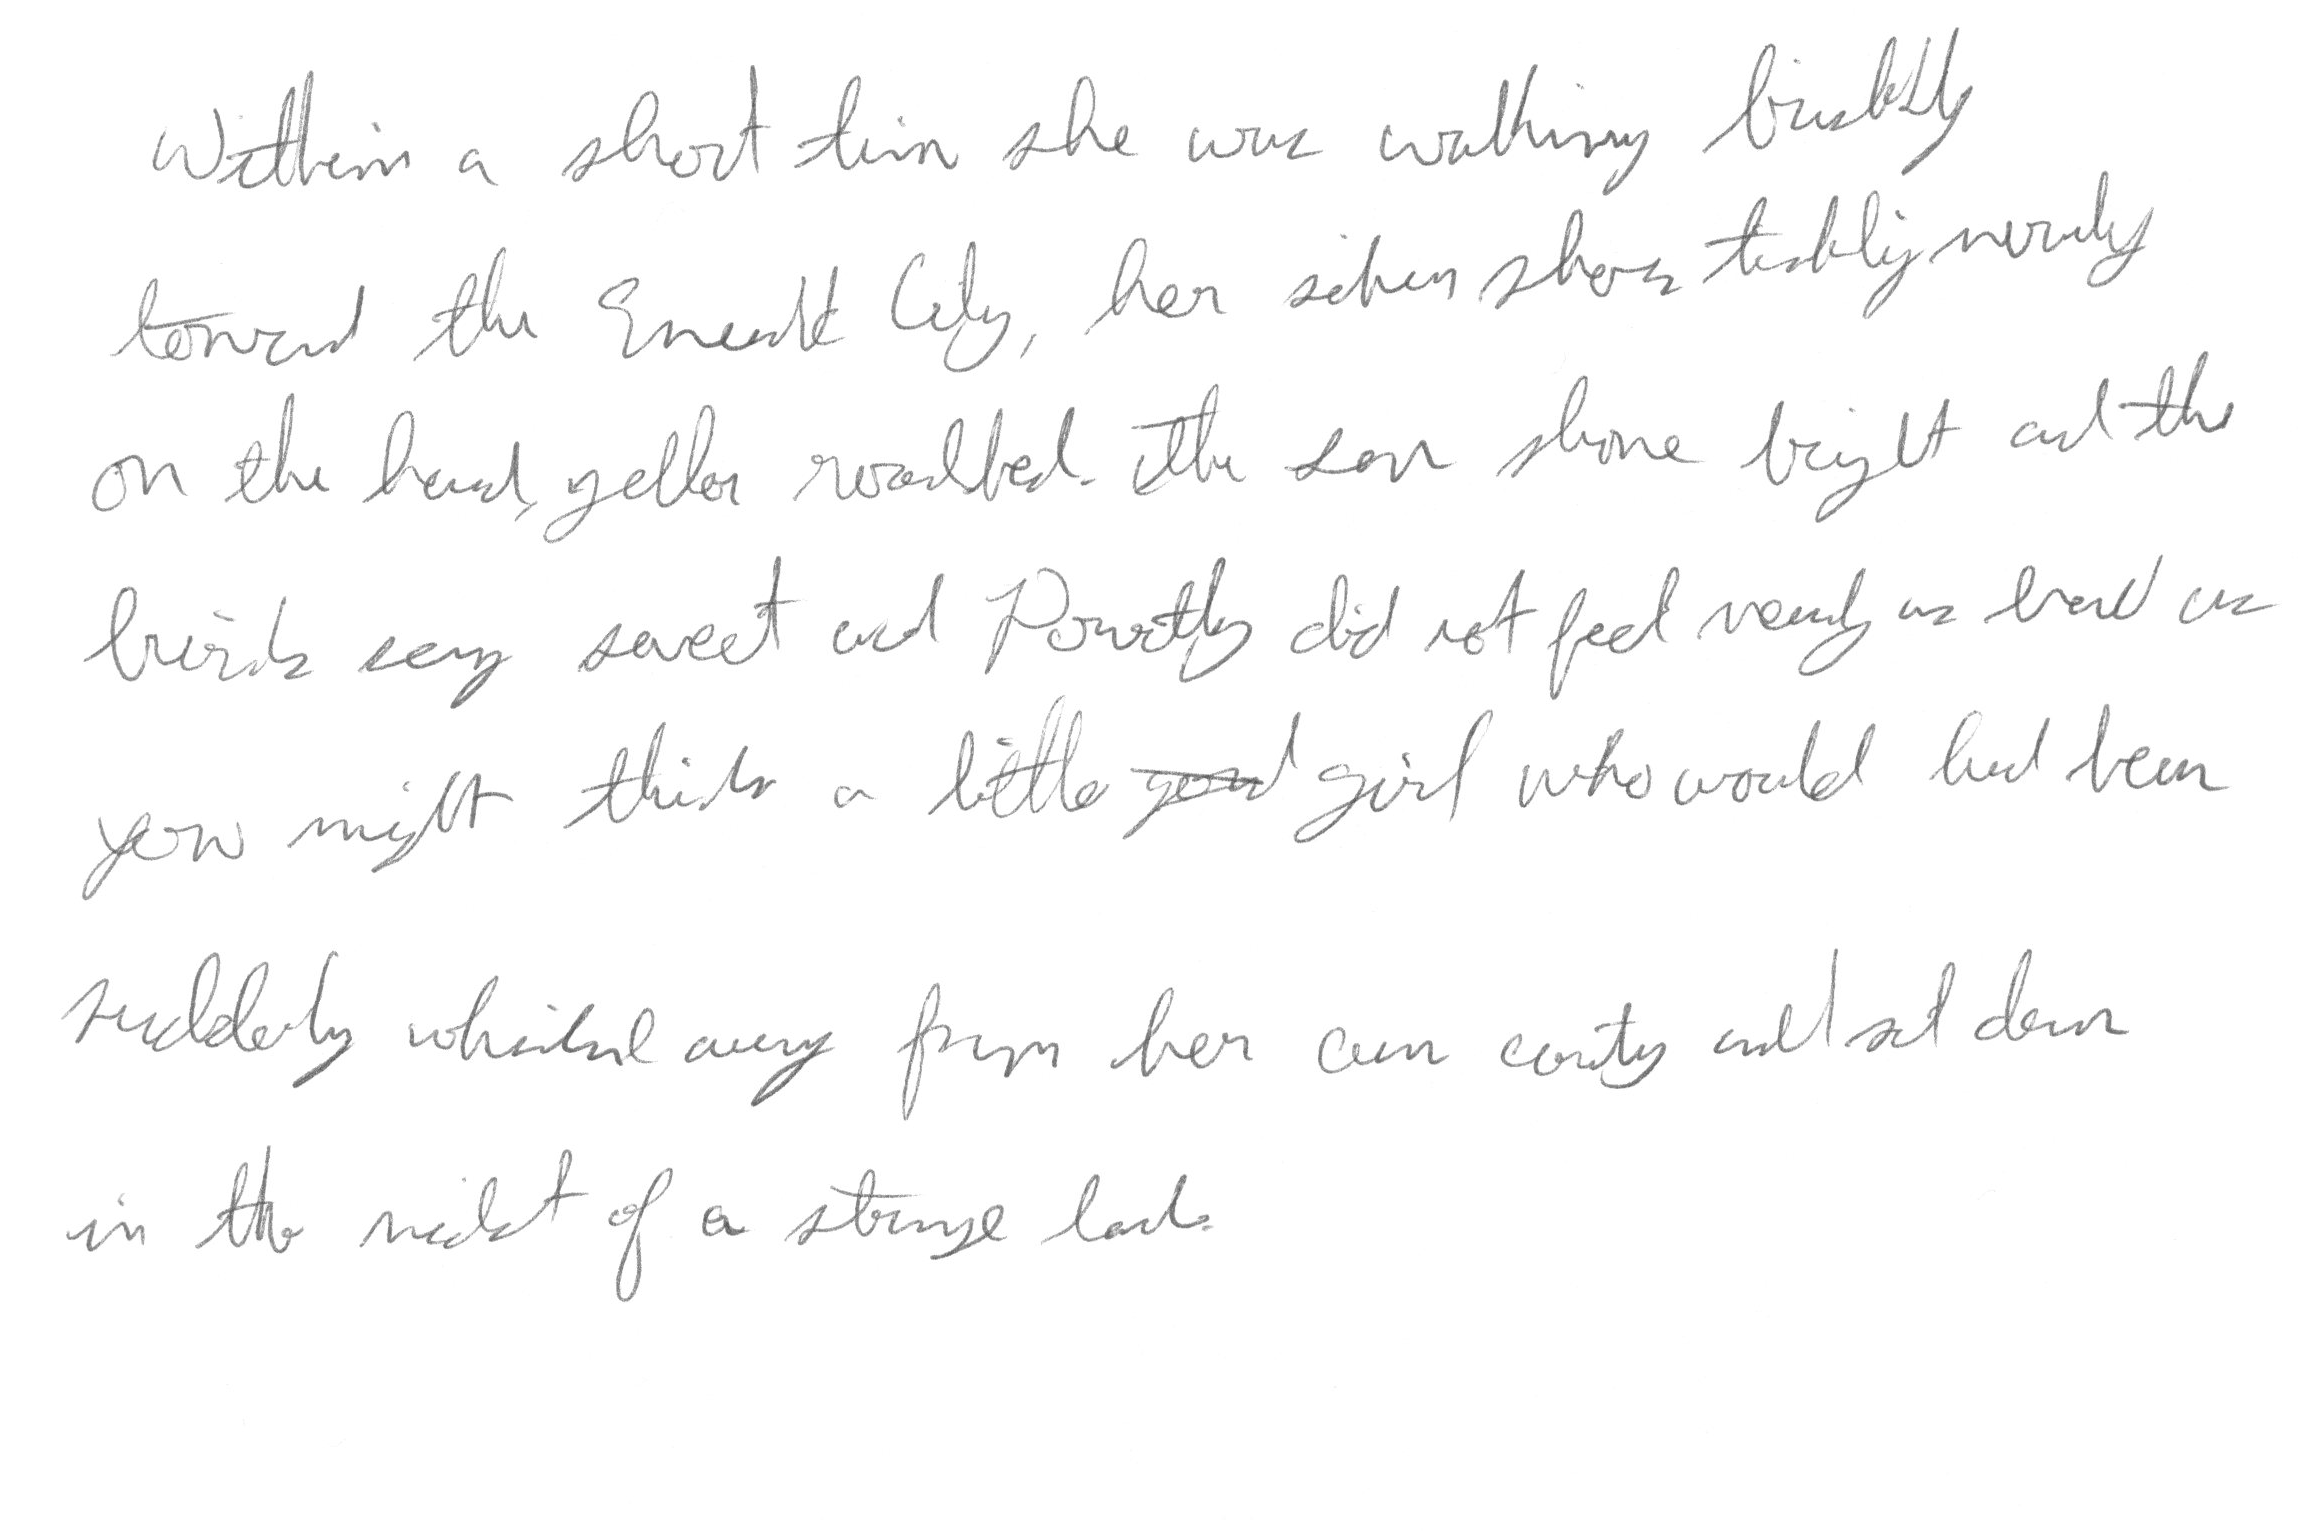 Within a short time she was walking briskly
toward the Emerald City, her silver shoes tinkling merrily
on the hard, yellow roadbed. The sun shone bright and the
birds sang sweet and Dorothy did not feel nearly as bad as
you might think a little girl who would had been
suddenly whisked away from her own country and set down
in the midst of a strange land.